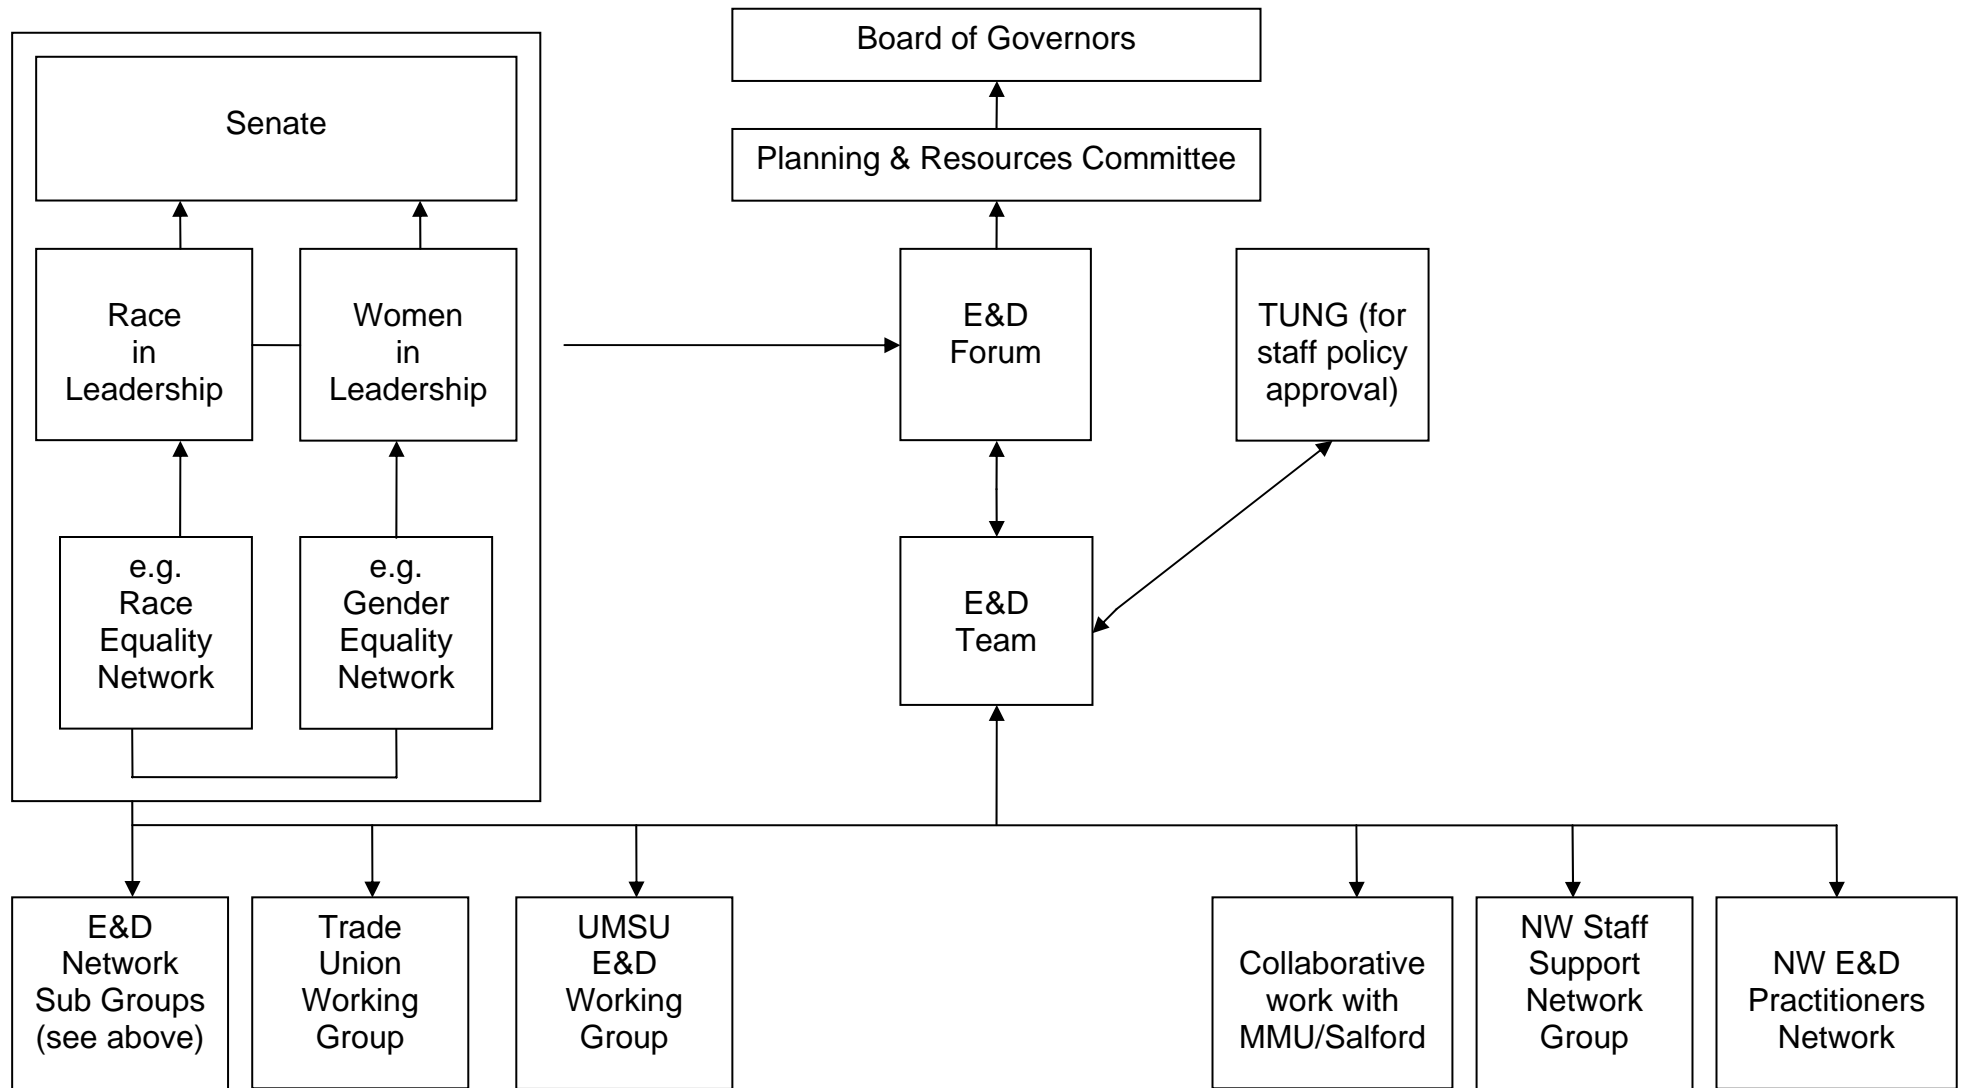 Board of Governors
Senate
Planning & Resources Committee
Race
in
Leadership
Women
in
Leadership
E&D
Forum
TUNG (for
staff policy
approval)
e.g.
Race
Equality
Network
e.g.
Gender
Equality
Network
E&D
Team
E&D
Network
Sub Groups
(see above)
Trade
Union
Working
Group
UMSU
E&D
Working
Group
Collaborative
work with
MMU/Salford
NW Staff
Support
Network
Group
NW E&D
Practitioners
Network